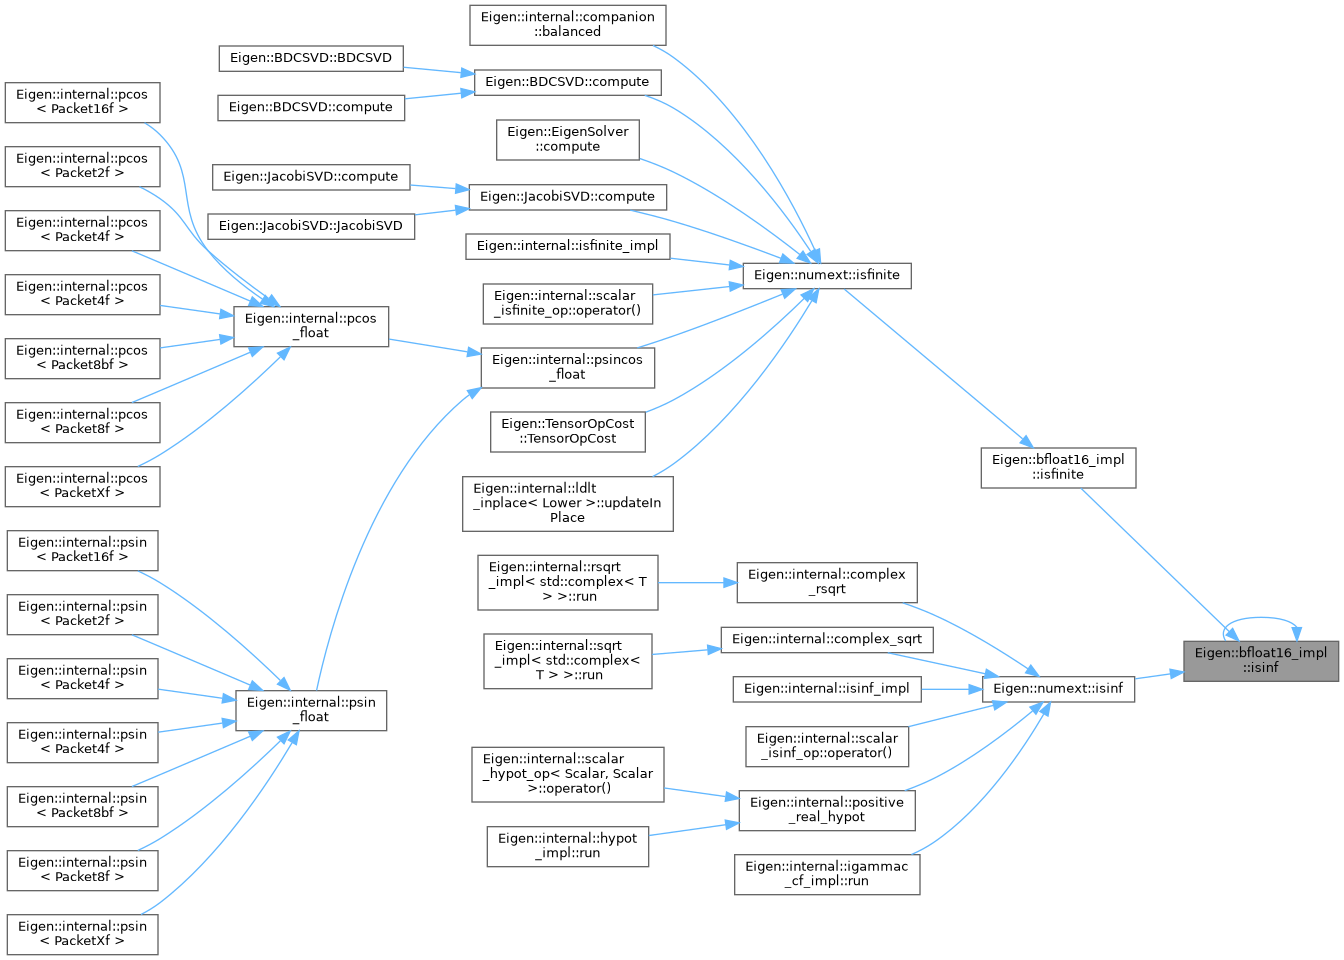 Eigen::internal::companion
::balanced
Eigen::BDCSVD::BDCSVD
Eigen::BDCSVD::compute
Eigen::BDCSVD::compute
Eigen::internal::pcos
< Packet16f >
Eigen::EigenSolver
::compute
Eigen::internal::pcos
< Packet2f >
Eigen::JacobiSVD::compute
Eigen::JacobiSVD::compute
Eigen::JacobiSVD::JacobiSVD
Eigen::internal::pcos
< Packet4f >
Eigen::internal::isfinite_impl
Eigen::numext::isfinite
Eigen::internal::pcos
< Packet4f >
Eigen::internal::scalar
_isfinite_op::operator()
Eigen::internal::pcos
_float
Eigen::internal::pcos
< Packet8bf >
Eigen::internal::psincos
_float
Eigen::internal::pcos
< Packet8f >
Eigen::TensorOpCost
::TensorOpCost
Eigen::bfloat16_impl
::isfinite
Eigen::internal::pcos
< PacketXf >
Eigen::internal::ldlt
_inplace< Lower >::updateIn
Place
Eigen::internal::psin
< Packet16f >
Eigen::internal::rsqrt
_impl< std::complex< T
> >::run
Eigen::internal::complex
_rsqrt
Eigen::internal::psin
< Packet2f >
Eigen::internal::sqrt
_impl< std::complex<
T > >::run
Eigen::internal::complex_sqrt
Eigen::bfloat16_impl
::isinf
Eigen::internal::psin
< Packet4f >
Eigen::internal::isinf_impl
Eigen::numext::isinf
Eigen::internal::psin
_float
Eigen::internal::psin
< Packet4f >
Eigen::internal::scalar
_isinf_op::operator()
Eigen::internal::scalar
_hypot_op< Scalar, Scalar
>::operator()
Eigen::internal::psin
< Packet8bf >
Eigen::internal::positive
_real_hypot
Eigen::internal::hypot
_impl::run
Eigen::internal::psin
< Packet8f >
Eigen::internal::igammac
_cf_impl::run
Eigen::internal::psin
< PacketXf >